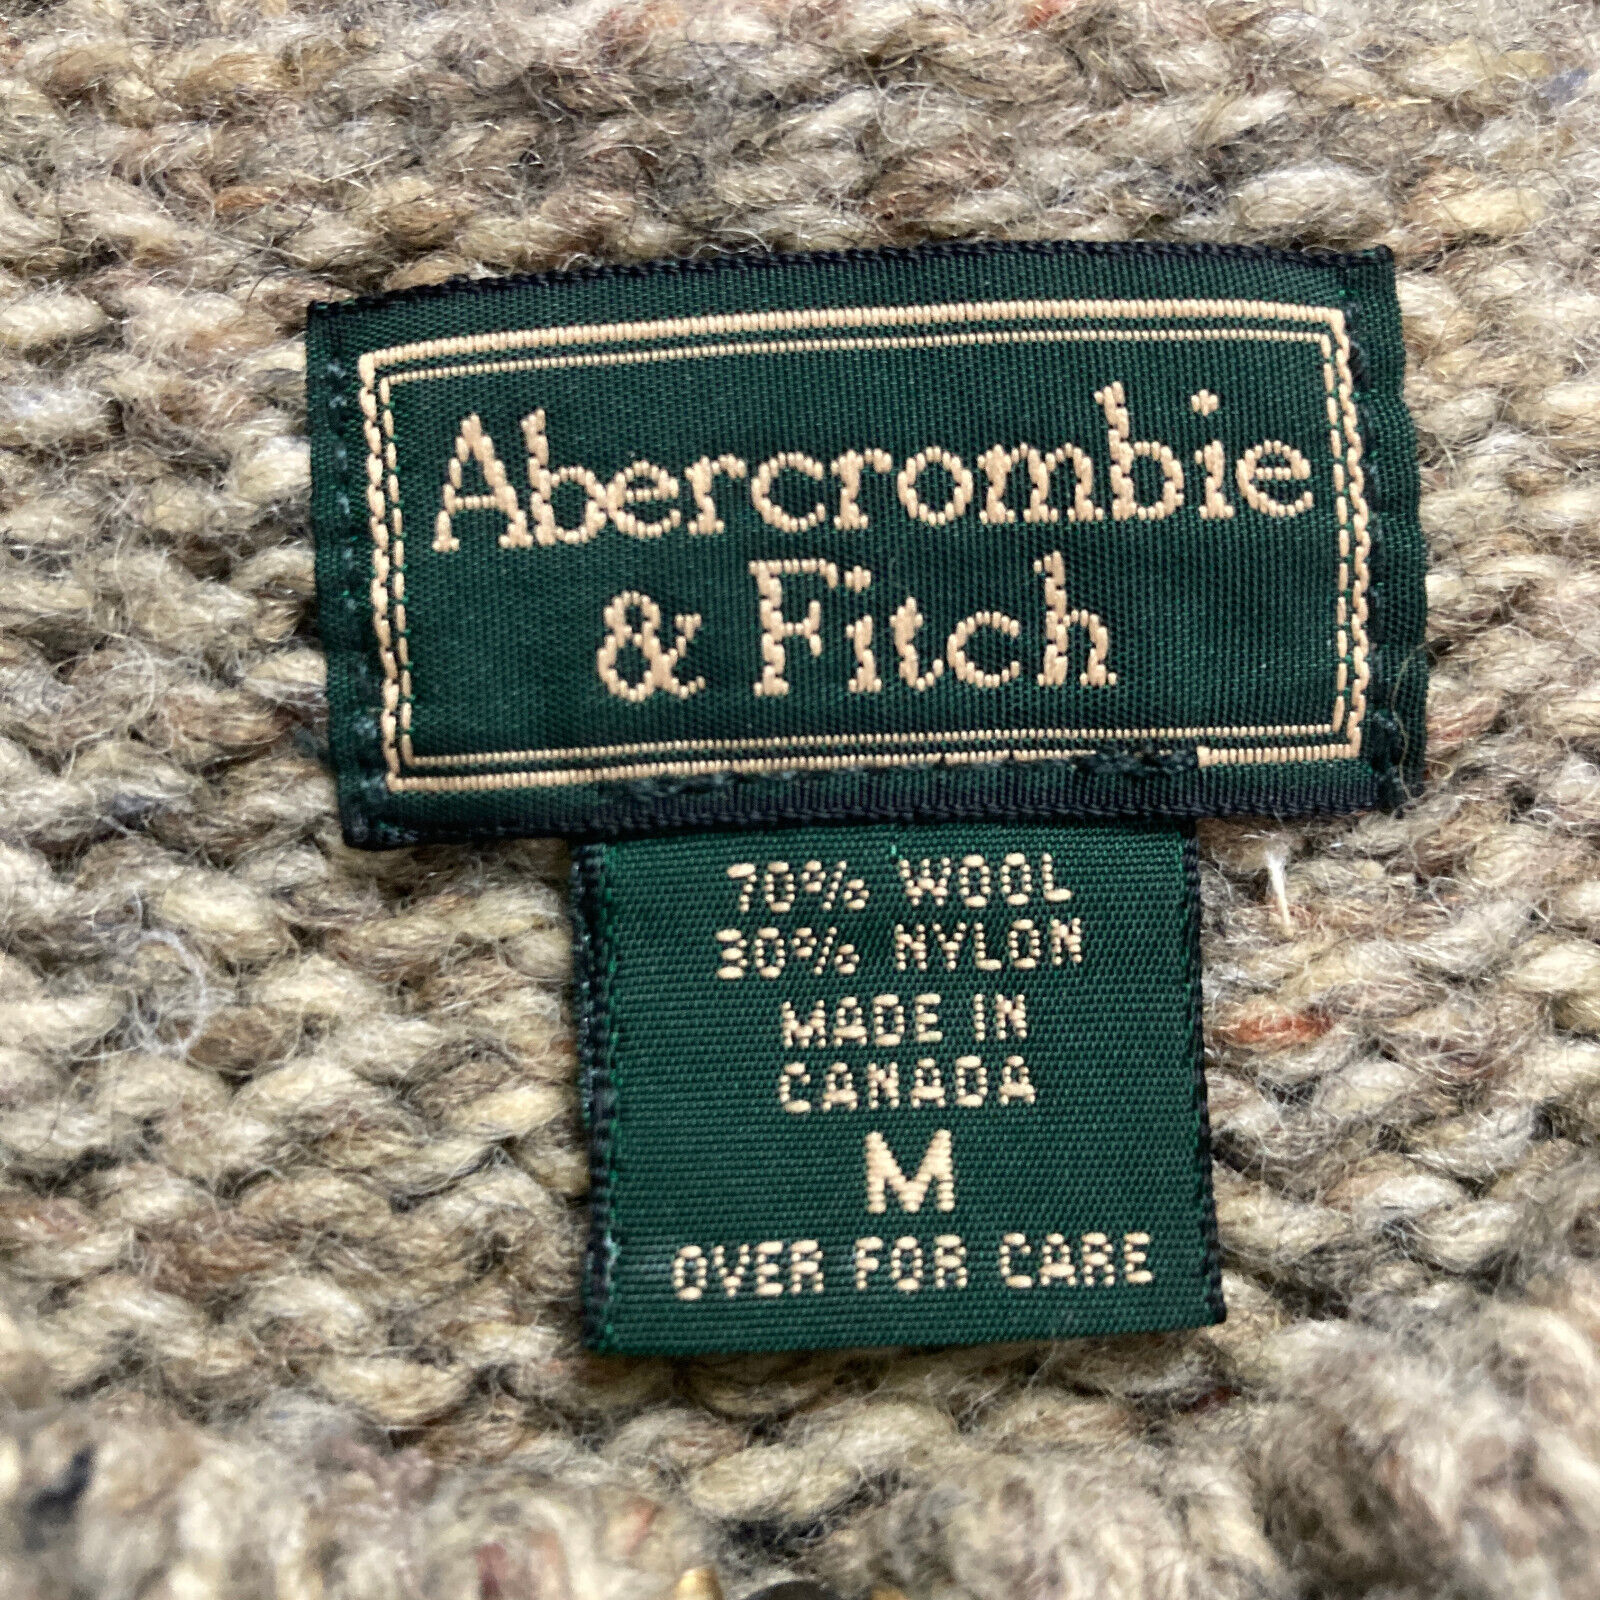 Abercrombie
& Fitch
70% WOOL
30% NYLON
MADE IN
CANADA
M
OVER FOR CARE